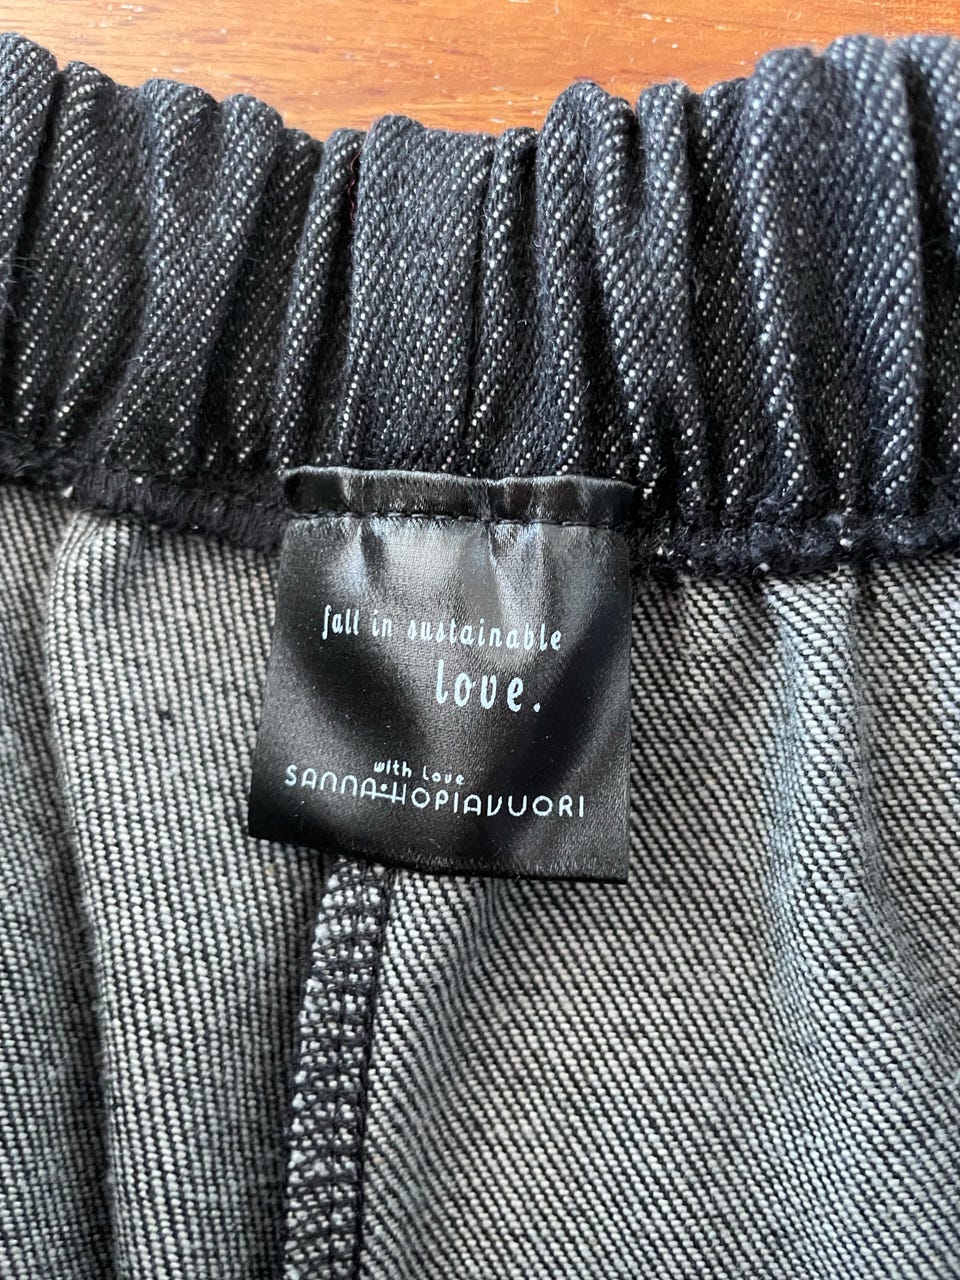 fall in sustainable
love.
with love
SANNA•HOPIAVUORI